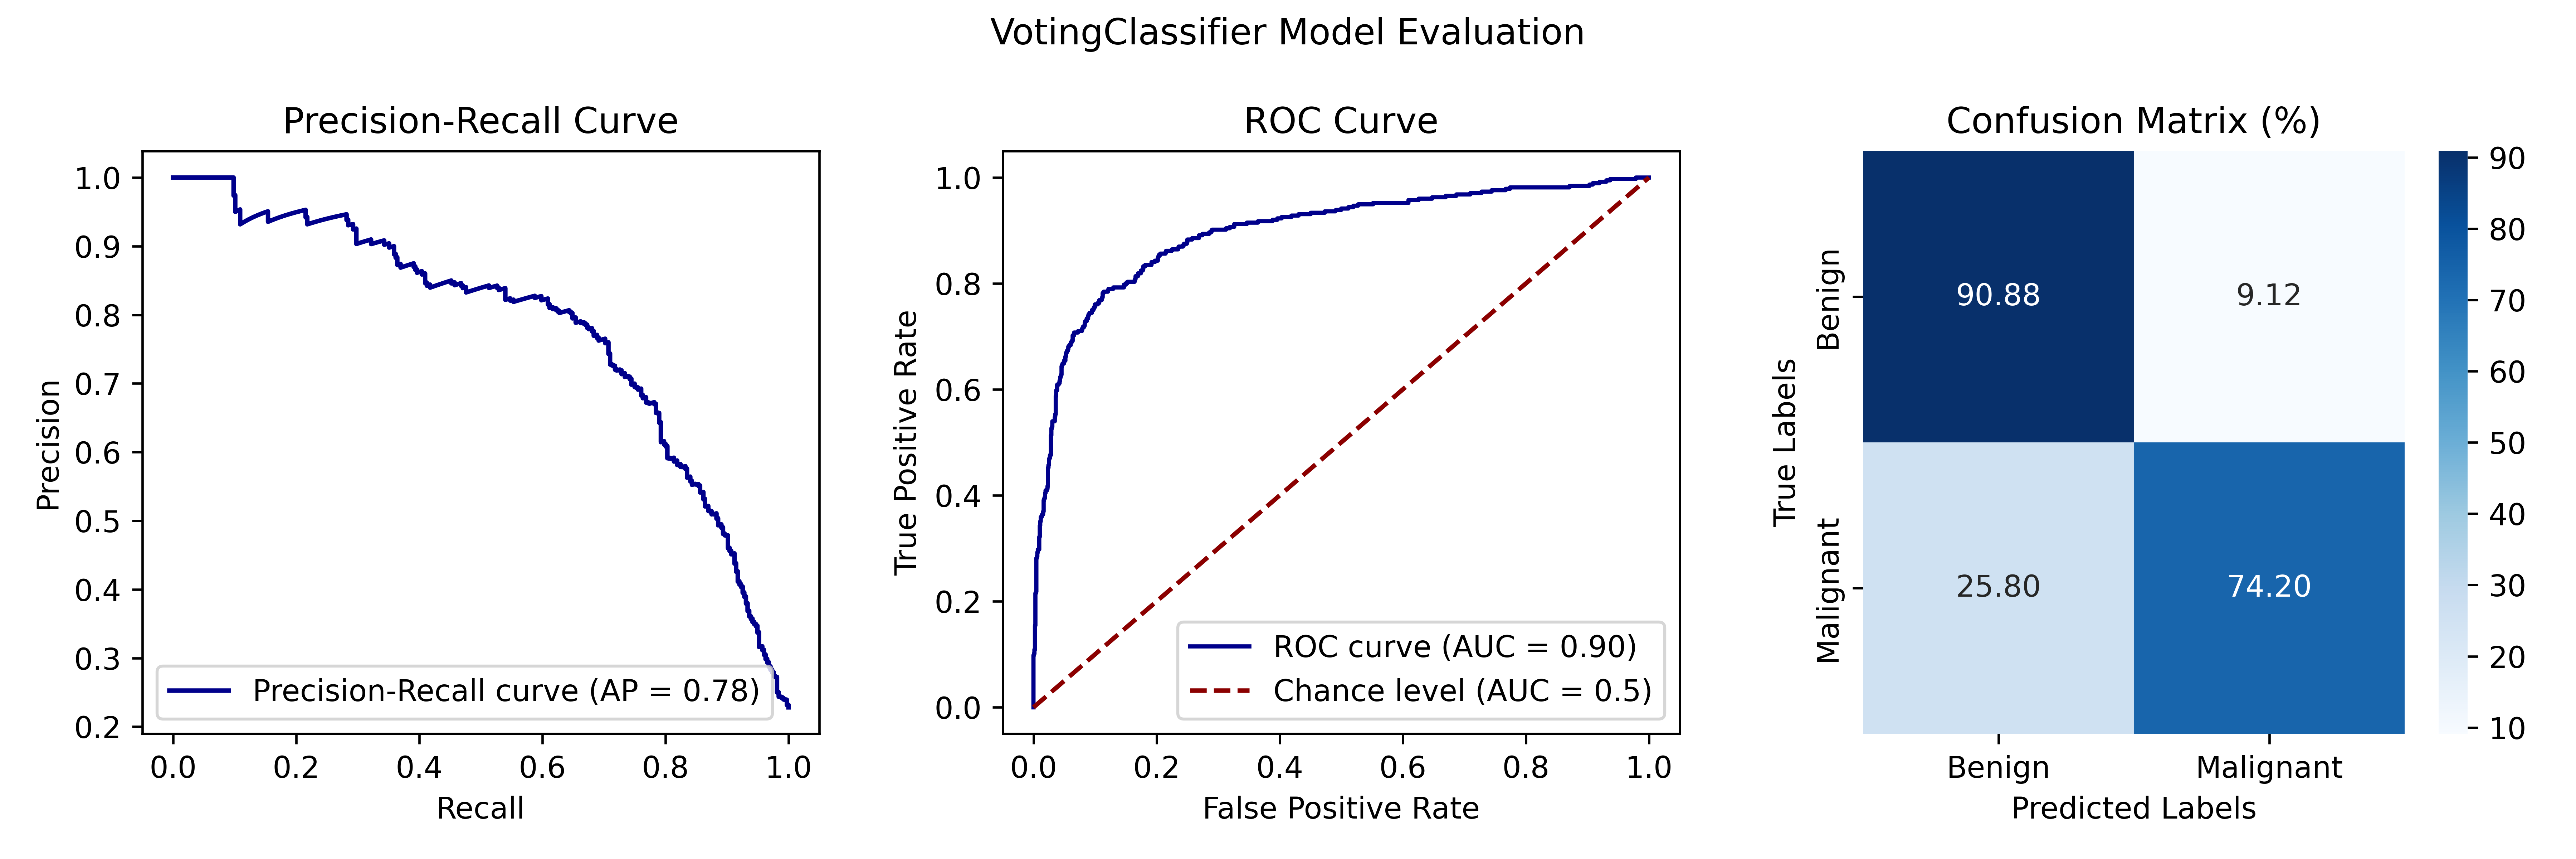 VotingClassifier Model Evaluation
Precision-Recall Curve
1.0
0.9
0.8
0.7
0.6
0.5
0.4
0.3
0.2
Precision
Precision-Recall curve (AP = 0.78)
0.0 0.2 0.4 0.6 0.8 1.0
Recall
ROC Curve
1.0
0.8
0.6
0.4
0.2
0.0
True Positive Rate
ROC curve (AUC = 0.90)
Chance level (AUC = 0.5)
0.0 0.2 0.4 0.6 0.8 1.0
False Positive Rate
Confusion Matrix (%)
True Labels
Benign
Malignant
90.88 9.12
25.80 74.20
Benign Malignant
Predicted Labels
90
80
70
60
50
40
30
20
10